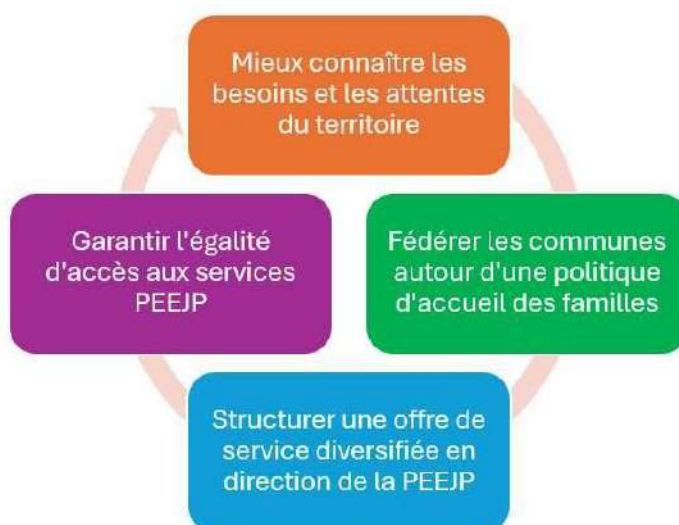 Mieux connaître les
besoins et les attentes
du territoire
Fédérer les communes
autour d'une politique
d'accueil des familles
Structurer une offre de
service diversifiée en
direction de la PEEJP
Garantir l'égalité
d'accès aux services
PEEJP